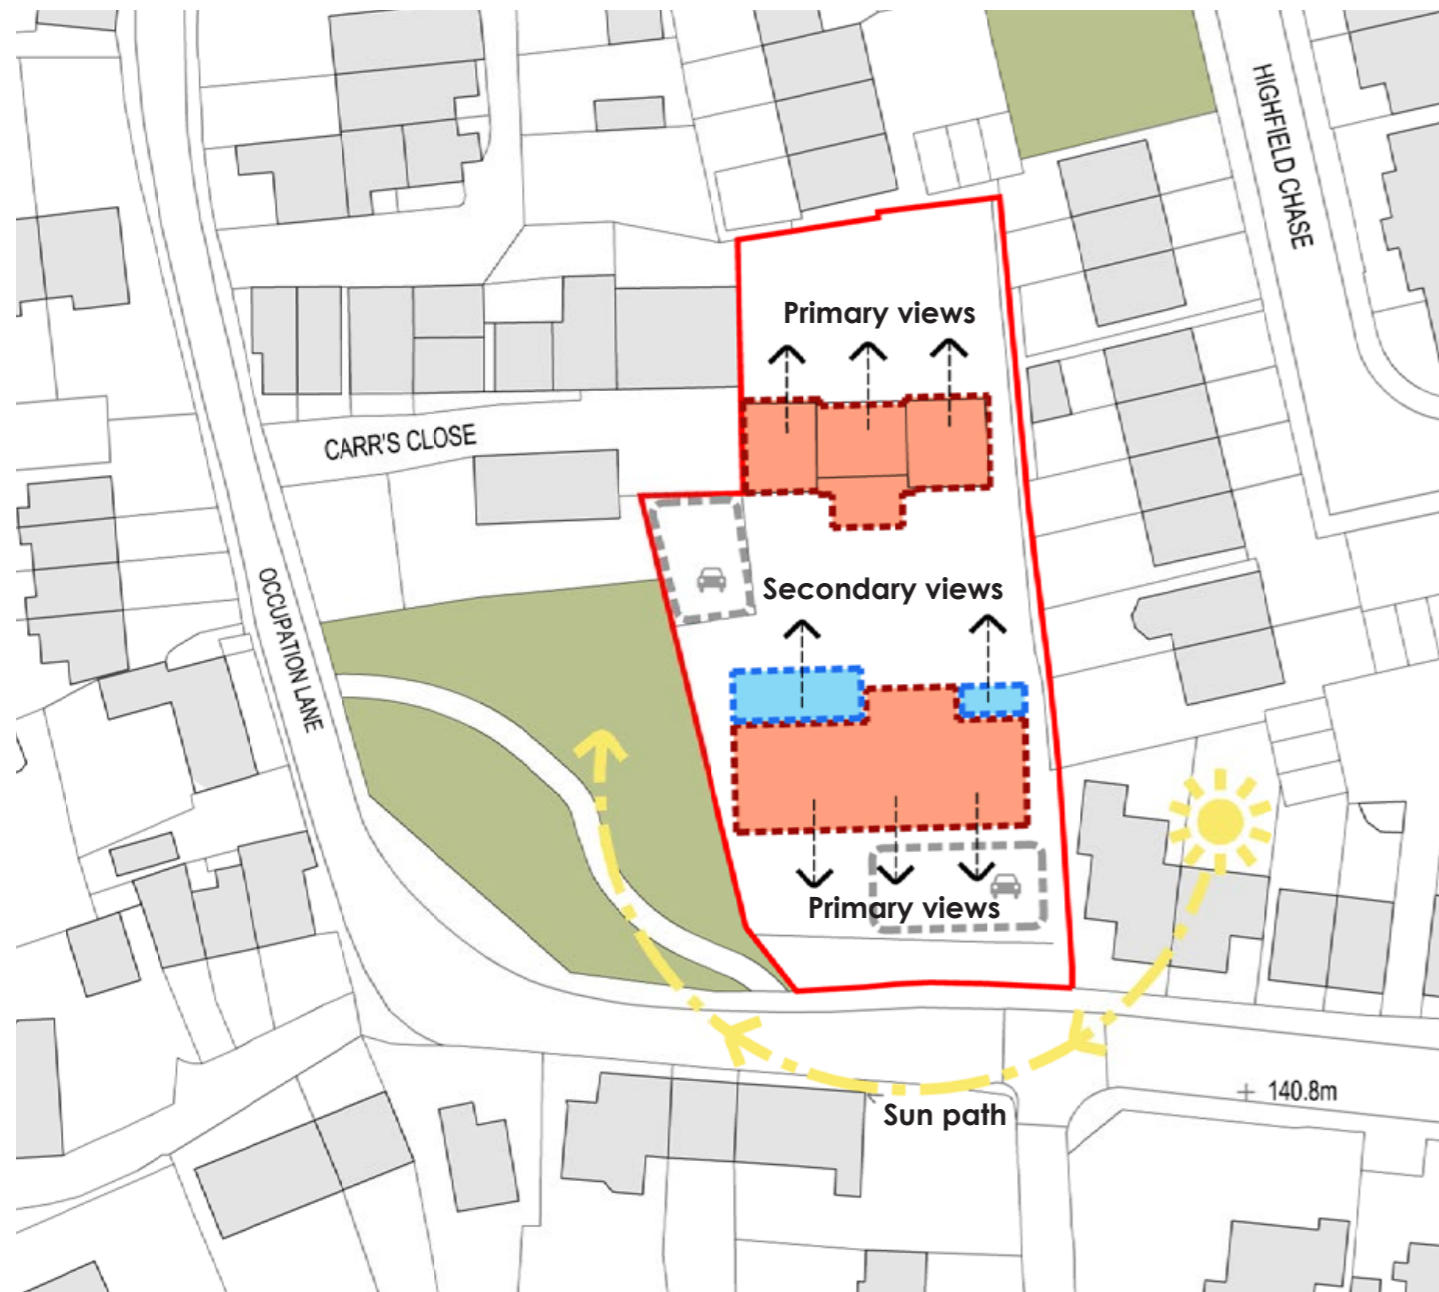 HIGHFIELD CHASE
Primary views
CARR'S CLOSE
OCCUPATION LANE
Secondary views
Primary views
140.8m
Sun path